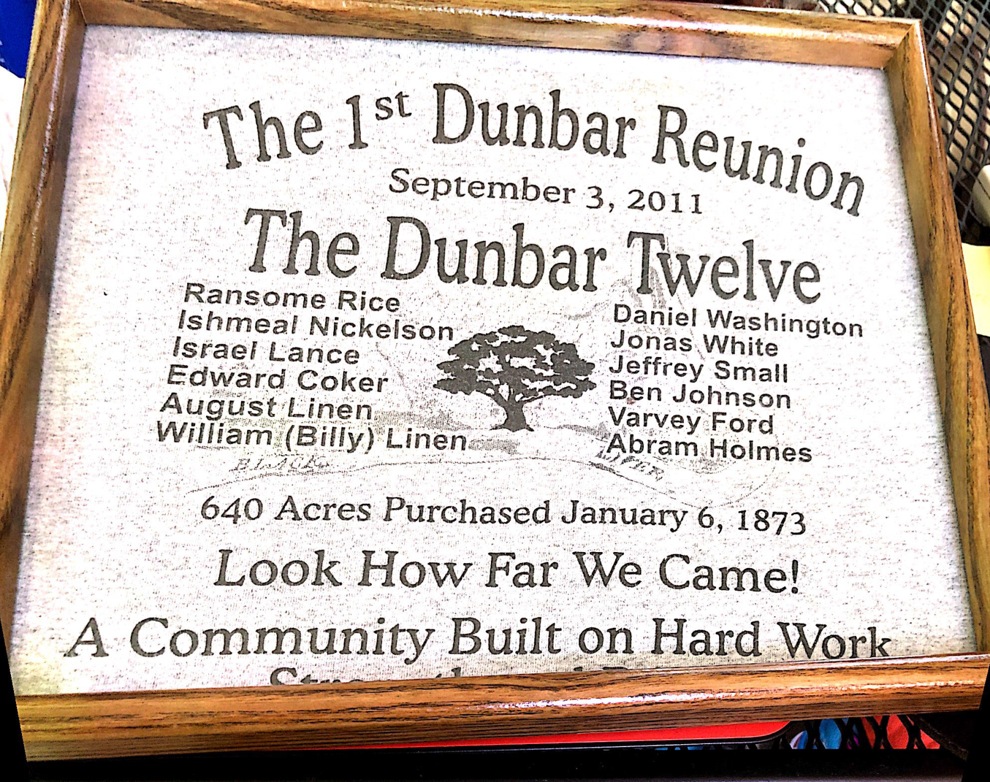 The 1st Dunbar Reunion
September 3, 2011
The Dunbar Twelve
Ransome Rice
Ishmeal Nickelson
Israel Lance
Edward Coker
August Linen
William (Billy) Linen
Daniel Washington
Jonas White
Jeffrey Small
Ben Johnson
Varvey Ford
Abram Holmes
BLACK
RIVER
640 Acres Purchased January 6, 1873
Look How Far We Came!
A Community Built on Hard Work